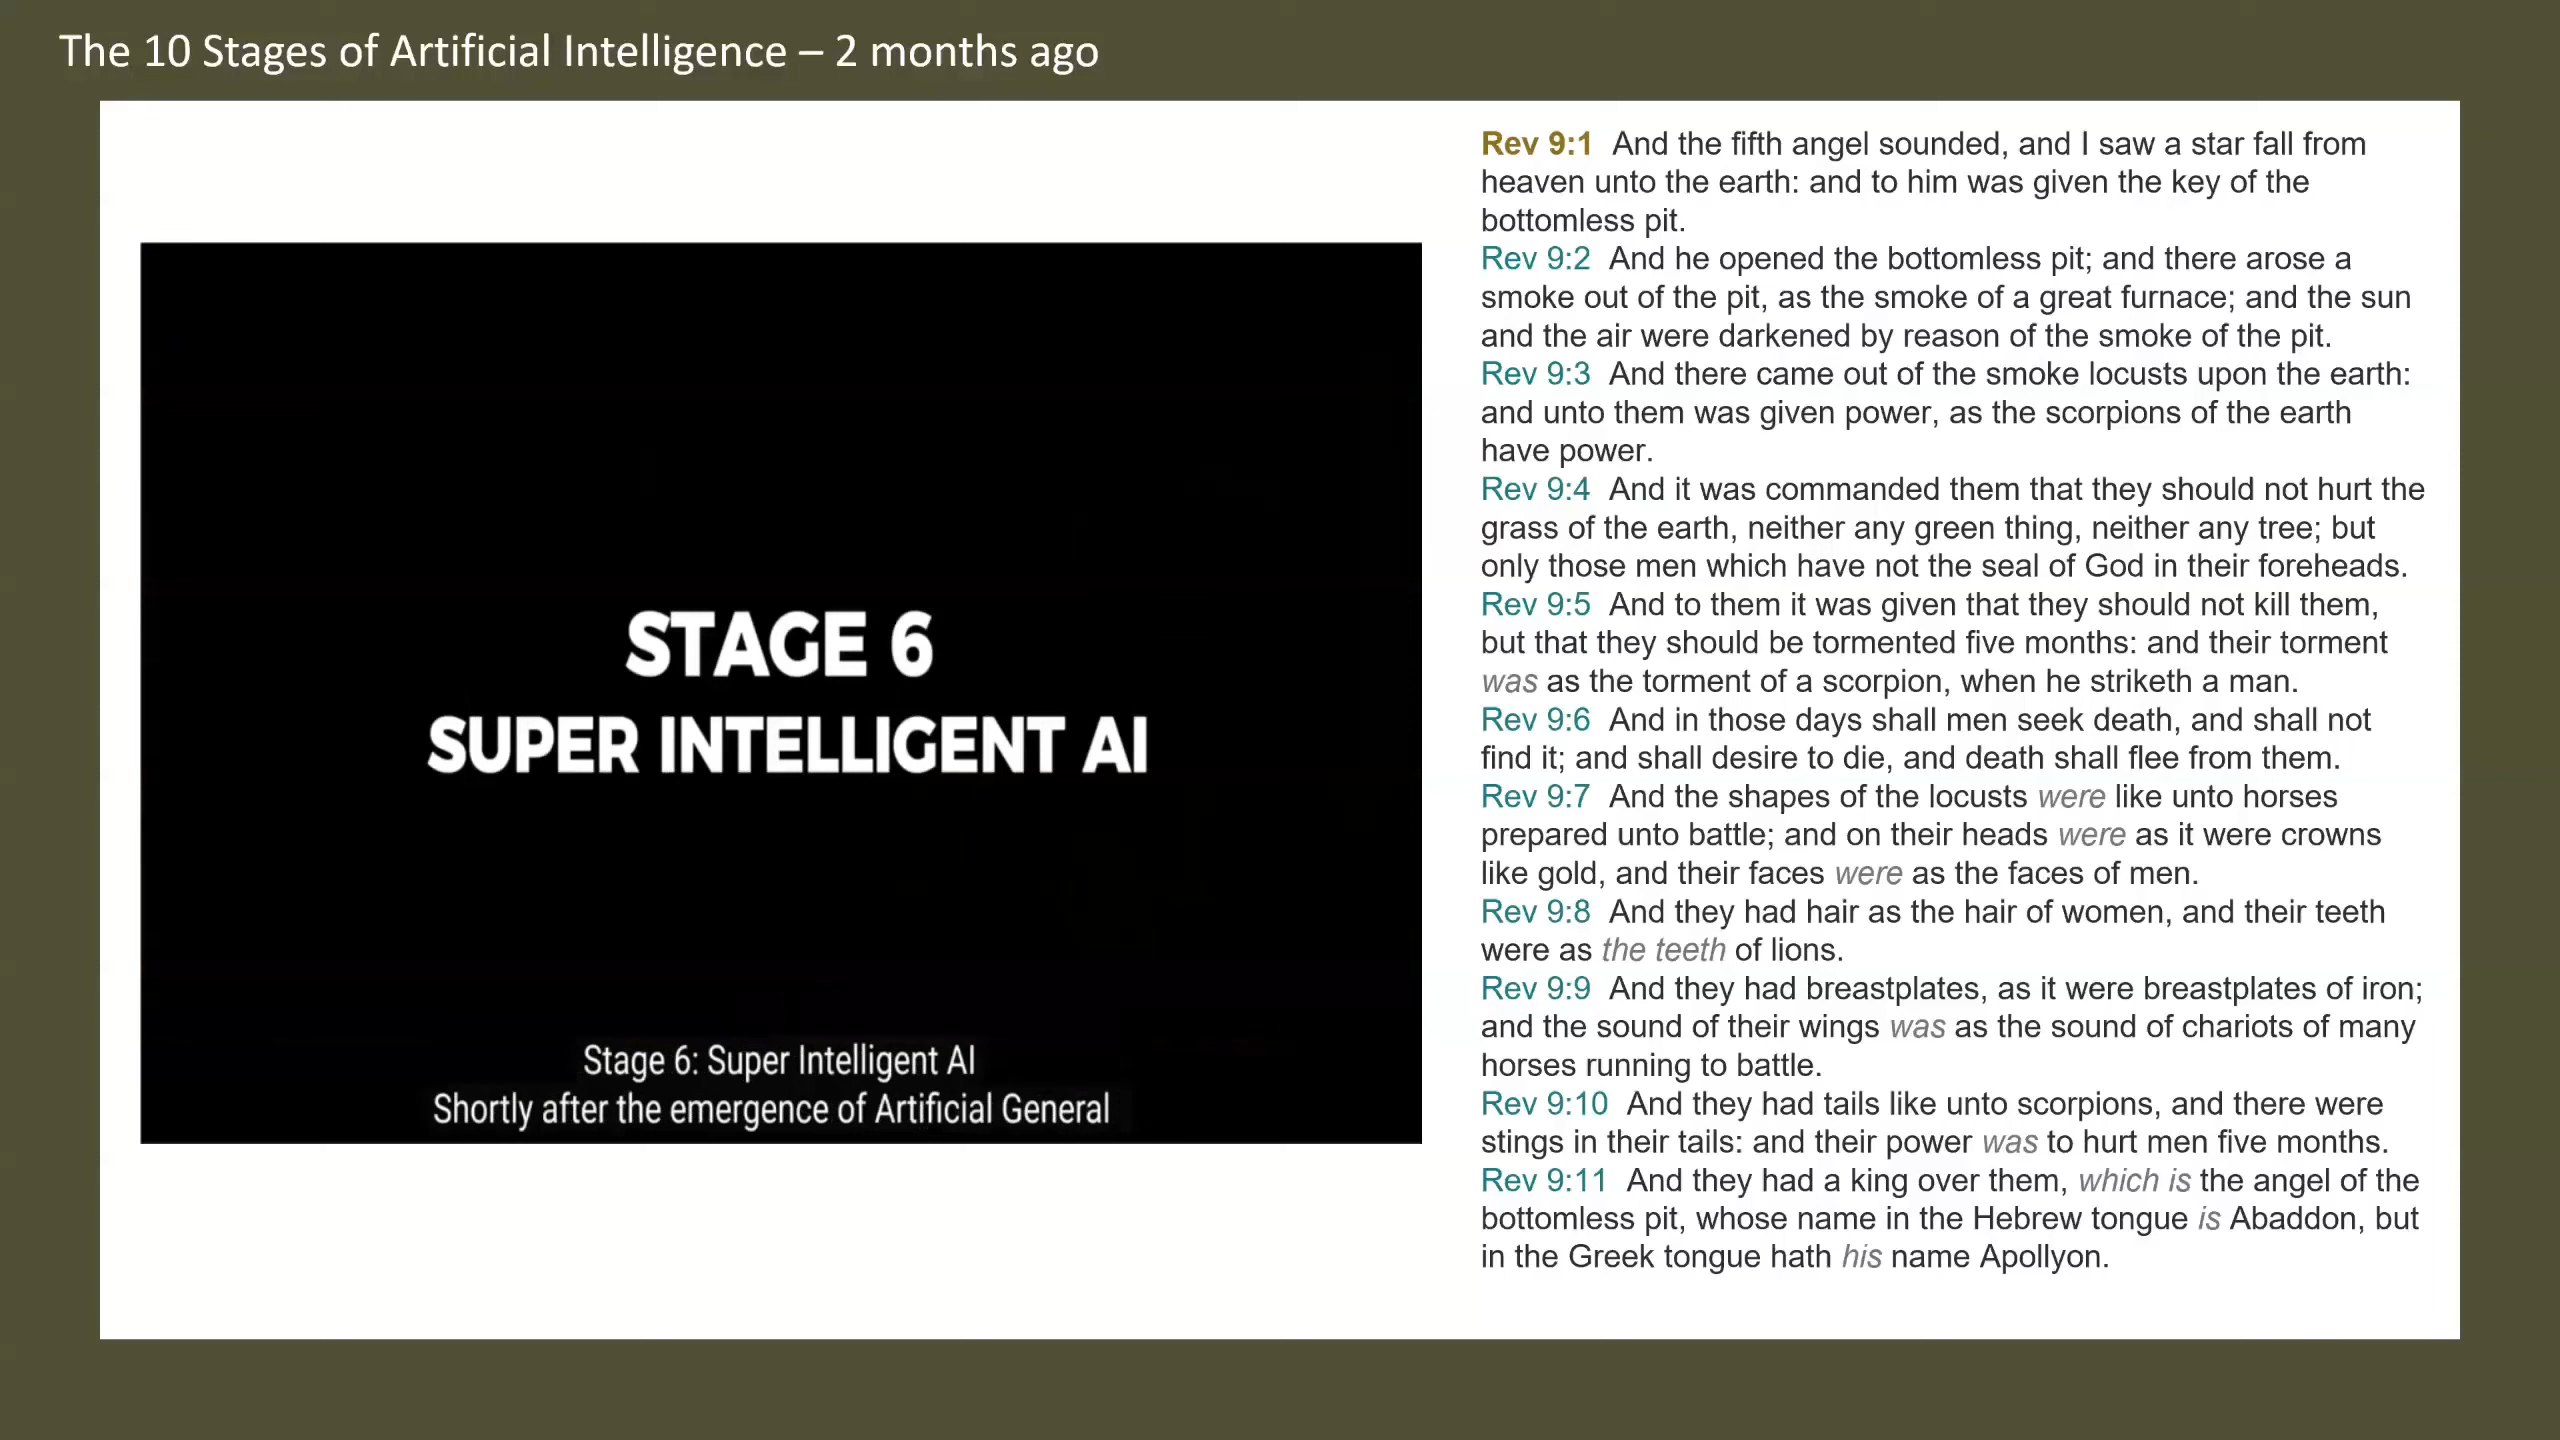 The 10 Stages of Artificial Intelligence – 2 months ago
STAGE 6
SUPER INTELLIGENT AI
Stage 6: Super Intelligent AI
Shortly after the emergence of Artificial General
Rev 9:1 And the fifth angel sounded, and I saw a star fall from
heaven unto the earth: and to him was given the key of the
bottomless pit.
Rev 9:2 And he opened the bottomless pit; and there arose a
smoke out of the pit, as the smoke of a great furnace; and the sun
and the air were darkened by reason of the smoke of the pit.
Rev 9:3 And there came out of the smoke locusts upon the earth:
and unto them was given power, as the scorpions of the earth
have power.
Rev 9:4 And it was commanded them that they should not hurt the
grass of the earth, neither any green thing, neither any tree; but
only those men which have not the seal of God in their foreheads.
Rev 9:5 And to them it was given that they should not kill them,
but that they should be tormented five months: and their torment
was as the torment of a scorpion, when he striketh a man.
Rev 9:6 And in those days shall men seek death, and shall not
find it; and shall desire to die, and death shall flee from them.
Rev 9:7 And the shapes of the locusts were like unto horses
prepared unto battle; and on their heads were as it were crowns
like gold, and their faces were as the faces of men.
Rev 9:8 And they had hair as the hair of women, and their teeth
were as the teeth of lions.
Rev 9:9 And they had breastplates, as it were breastplates of iron;
and the sound of their wings was as the sound of chariots of many
horses running to battle.
Rev 9:10 And they had tails like unto scorpions, and there were
stings in their tails: and their power was to hurt men five months.
Rev 9:11 And they had a king over them, which is the angel of the
bottomless pit, whose name in the Hebrew tongue is Abaddon, but
in the Greek tongue hath his name Apollyon.